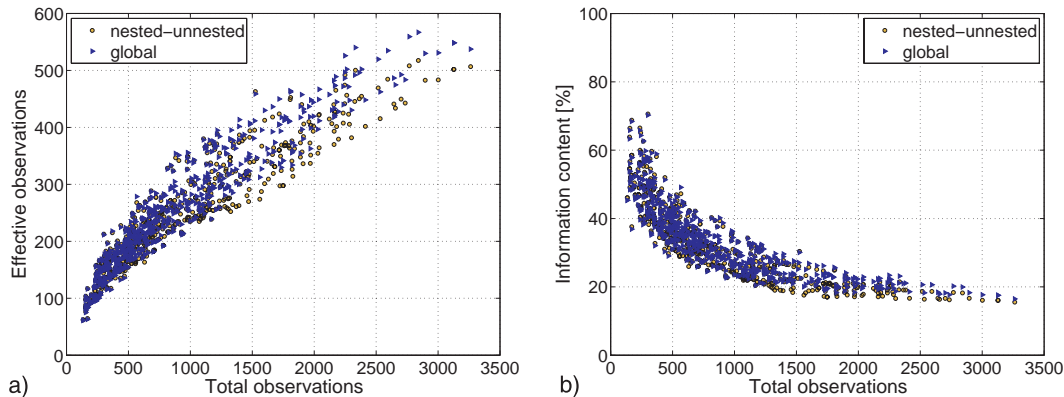 600
500
400
300
200
100
0
Effective observations
nested−unnested
global
0 500 1000 1500 2000 2500 3000 3500
Total observations
a)
100
80
60
40
20
0
Information content [%]
nested−unnested
global
0 500 1000 1500 2000 2500 3000 3500
Total observations
b)